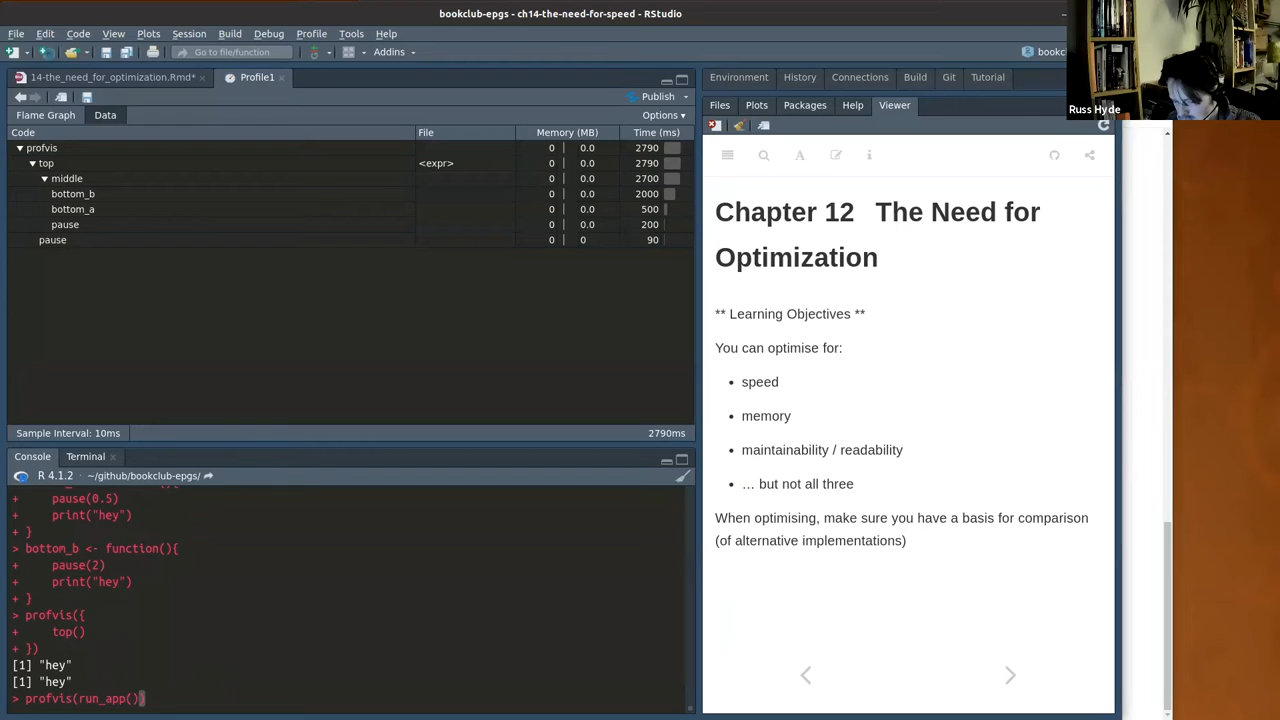 bookclub-epgs - ch14-the-need-for-speed - RStudio
File Edit Code View Plots Session Build Debug Profile Tools Help
Go to file/function
Addins
14-the_need_for_optimization.Rmd*
Profile1
Publish
Flame Graph
Data
Options
Code File Memory (MB) Time (ms)
profvis 0 0.0 2790
top <expr> 0 0.0 2790
middle 0 0.0 2700
bottom_b 0 0.0 2000
bottom_a 0 0.0 500
pause 0 0.0 200
pause 0 0 90
Sample Interval: 10ms
2790ms
Console
Terminal
R 4.1.2 · ~/github/bookclub-epgs/
+ pause(0.5)
+ print("hey")
+ }
> bottom_b <- function(){
+ pause(2)
+ print("hey")
+ }
> profvis({
+ top()
+ })
[1] "hey"
[1] "hey"
> profvis(run_app())
Environment History Connections Build Git Tutorial
Files Plots Packages Help Viewer
Chapter 12 The Need for
Optimization
** Learning Objectives **
You can optimise for:
• speed
• memory
• maintainability / readability
• … but not all three
When optimising, make sure you have a basis for comparison
(of alternative implementations)
Russ Hyde